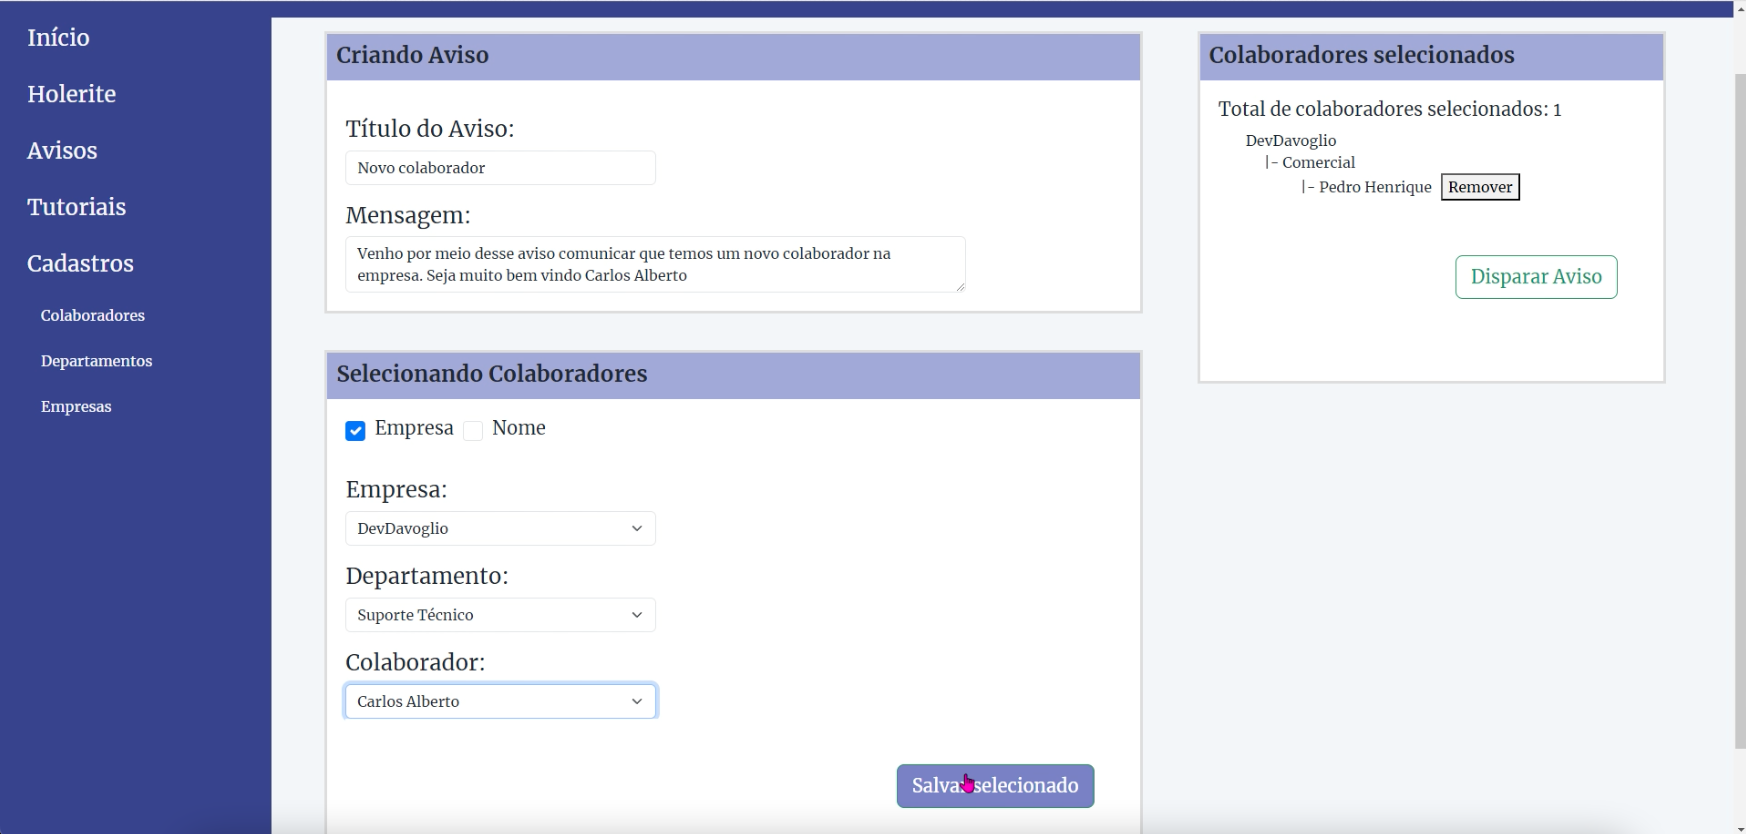 Início
Holerite
Avisos
Tutoriais
Cadastros
Colaboradores
Departamentos
Empresas
Criando Aviso
Título do Aviso:
Novo colaborador
Mensagem:
Venho por meio desse aviso comunicar que temos um novo colaborador na
empresa. Seja muito bem vindo Carlos Alberto
Selecionando Colaboradores
Empresa Nome
Empresa:
DevDavoglio
Departamento:
Suporte Técnico
Colaborador:
Carlos Alberto
Salvar selecionado
Colaboradores selecionados
Total de colaboradores selecionados: 1
DevDavoglio
|- Comercial
|- Pedro Henrique Remover
Disparar Aviso